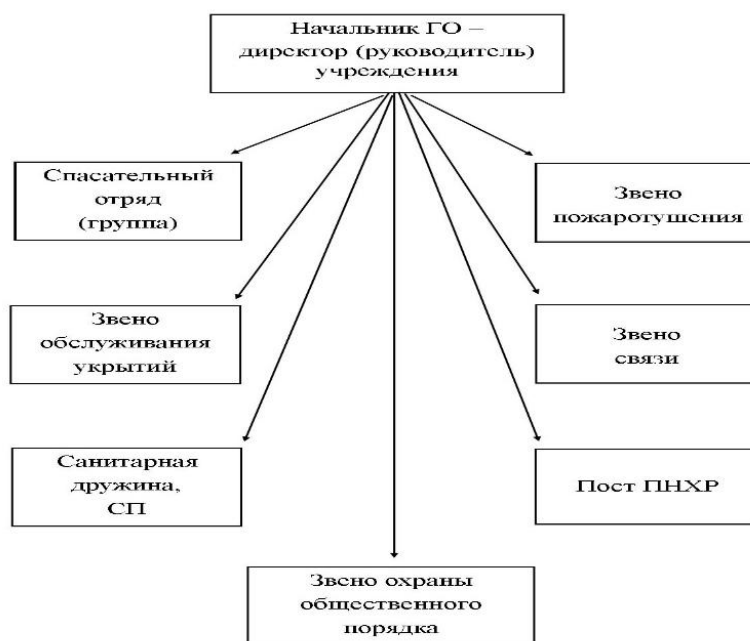 Начальник ГО –
директор (руководитель)
учреждения
Спасательный
отряд
(группа)
Звено
пожаротушения
Звено
обслуживания
укрытий
Звено
связи
Санитарная
дружина,
СП
Пост ПНХР
Звено охраны
общественного
порядка